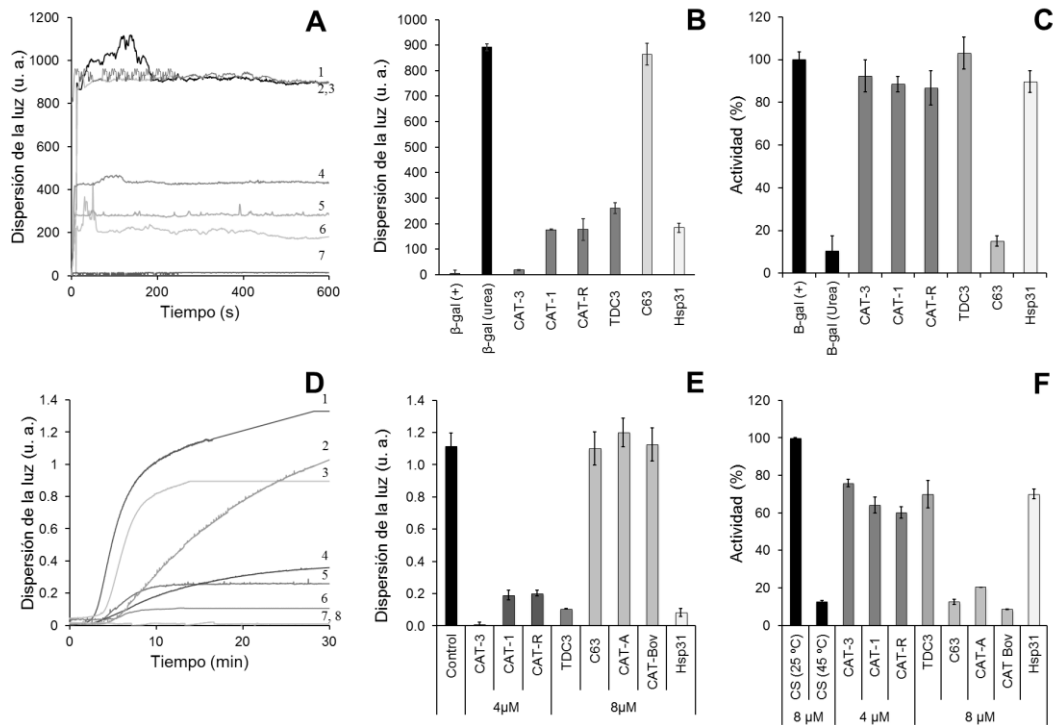 A
Dispersión de la luz (u. a.)
1200
1000
800
600
400
200
0
1
2,3
4
5
6
7
0
200
400
600
Tiempo (s)
B
Dispersión de la luz (u. a.)
1000
900
800
700
600
500
400
300
200
100
0
β-gal (+)
β-gal (urea)
CAT-3
CAT-1
CAT-R
TDC3
C63
Hsp31
C
Actividad (%)
120
100
80
60
40
20
0
B-gal (+)
B-gal (Urea)
CAT-3
CAT-1
CAT-R
TDC3
C63
Hsp31
D
Dispersión de la luz (u. a.)
1.4
1.2
1
0.8
0.6
0.4
0.2
0
1
2
3
4
5
6
7, 8
0
10
20
30
Tiempo (min)
E
Dispersión de la luz (u. a.)
1.4
1.2
1.0
0.8
0.6
0.4
0.2
0.0
Control
CAT-3
CAT-1
CAT-R
TDC3
C63
CAT-A
CAT-Bov
Hsp31
4µM
8µM
F
Actividad (%)
120
100
80
60
40
20
0
CS (25 ºC)
CS (45 ºC)
CAT-3
CAT-1
CAT-R
TDC3
C63
CAT-A
CAT Bov
Hsp31
8 µM
4 µM
8 µM